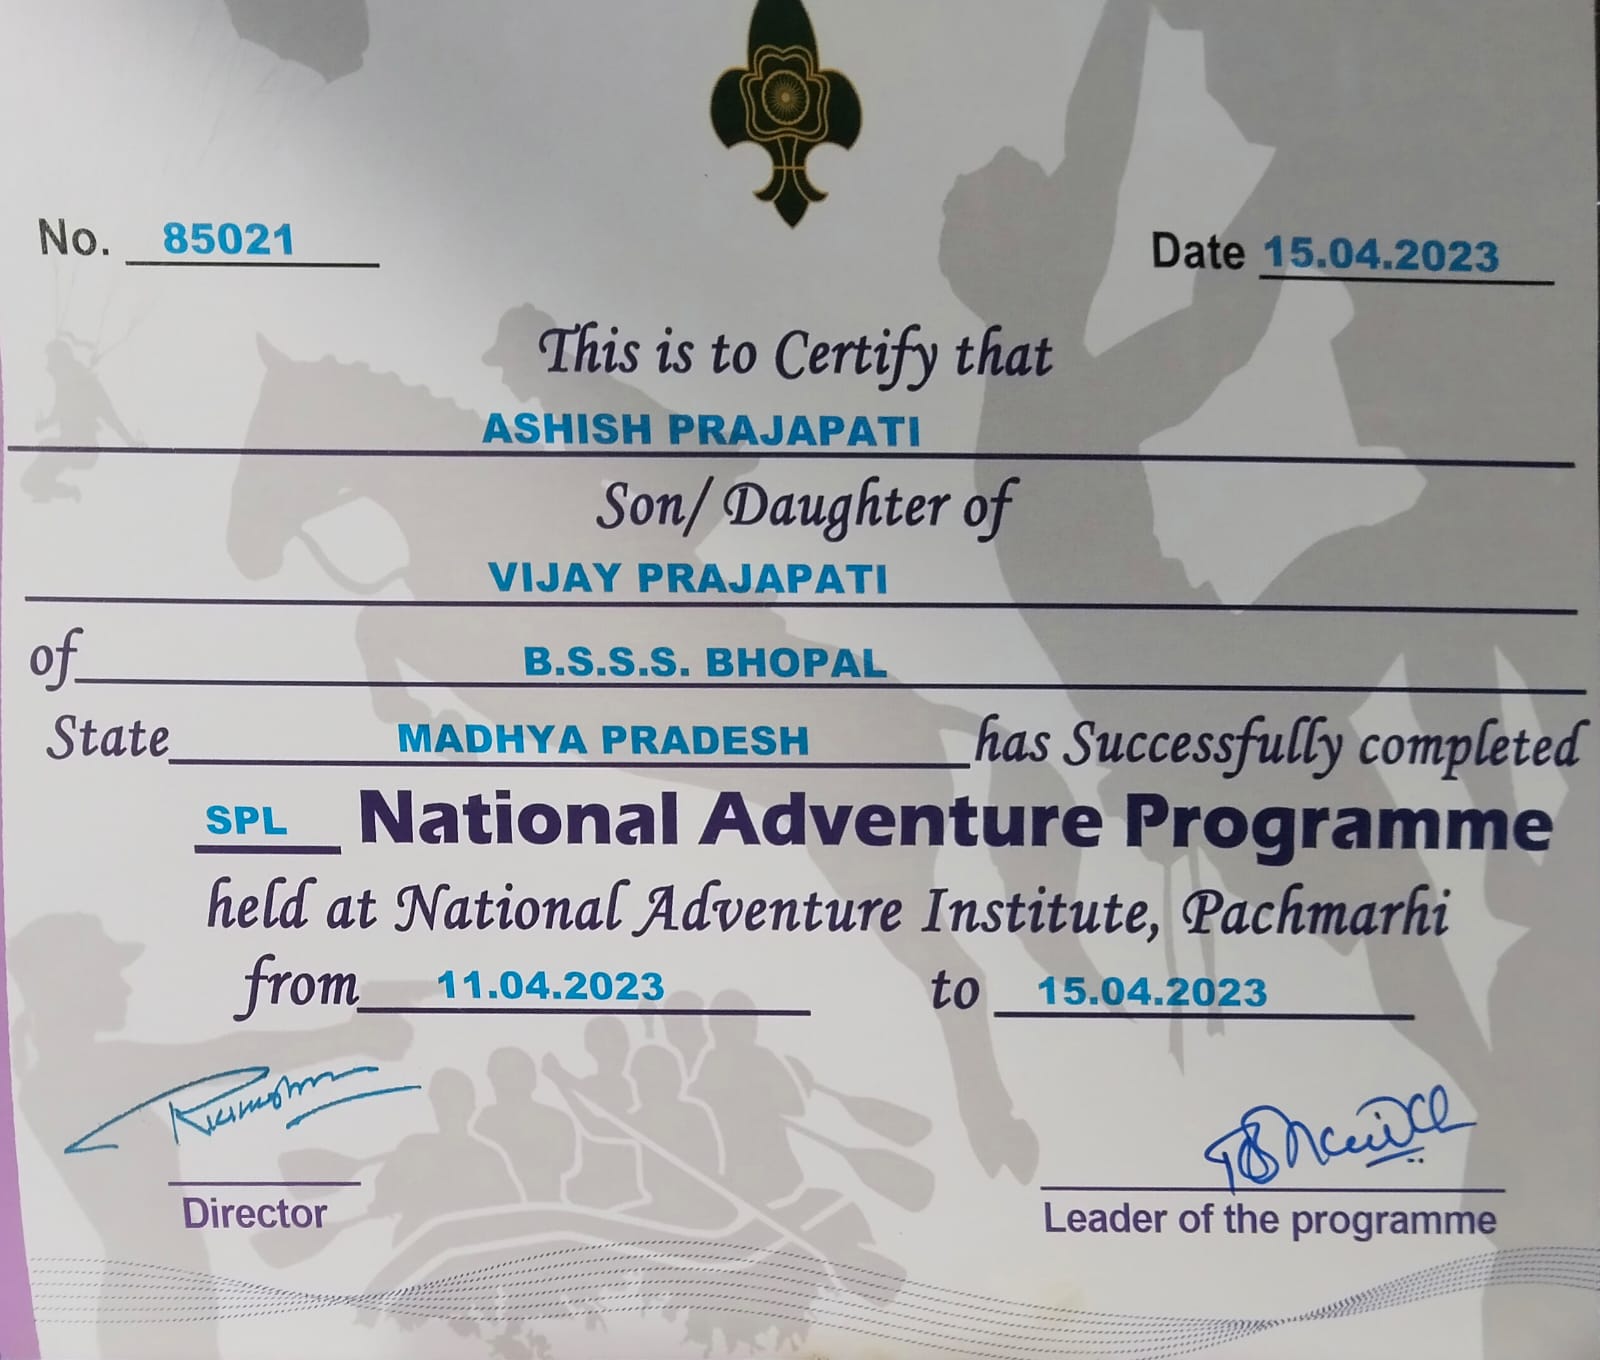 No. 85021 Date 15.04.2023
This is to Certify that
ASHISH PRAJAPATI
Son/ Daughter of
VIJAY PRAJAPATI
of B.S.S.S. BHOPAL
State MADHYA PRADESH has Successfully completed
SPL National Adventure Programme
held at National Adventure Institute, Pachmarhi
from 11.04.2023 to 15.04.2023
Director Leader of the programme